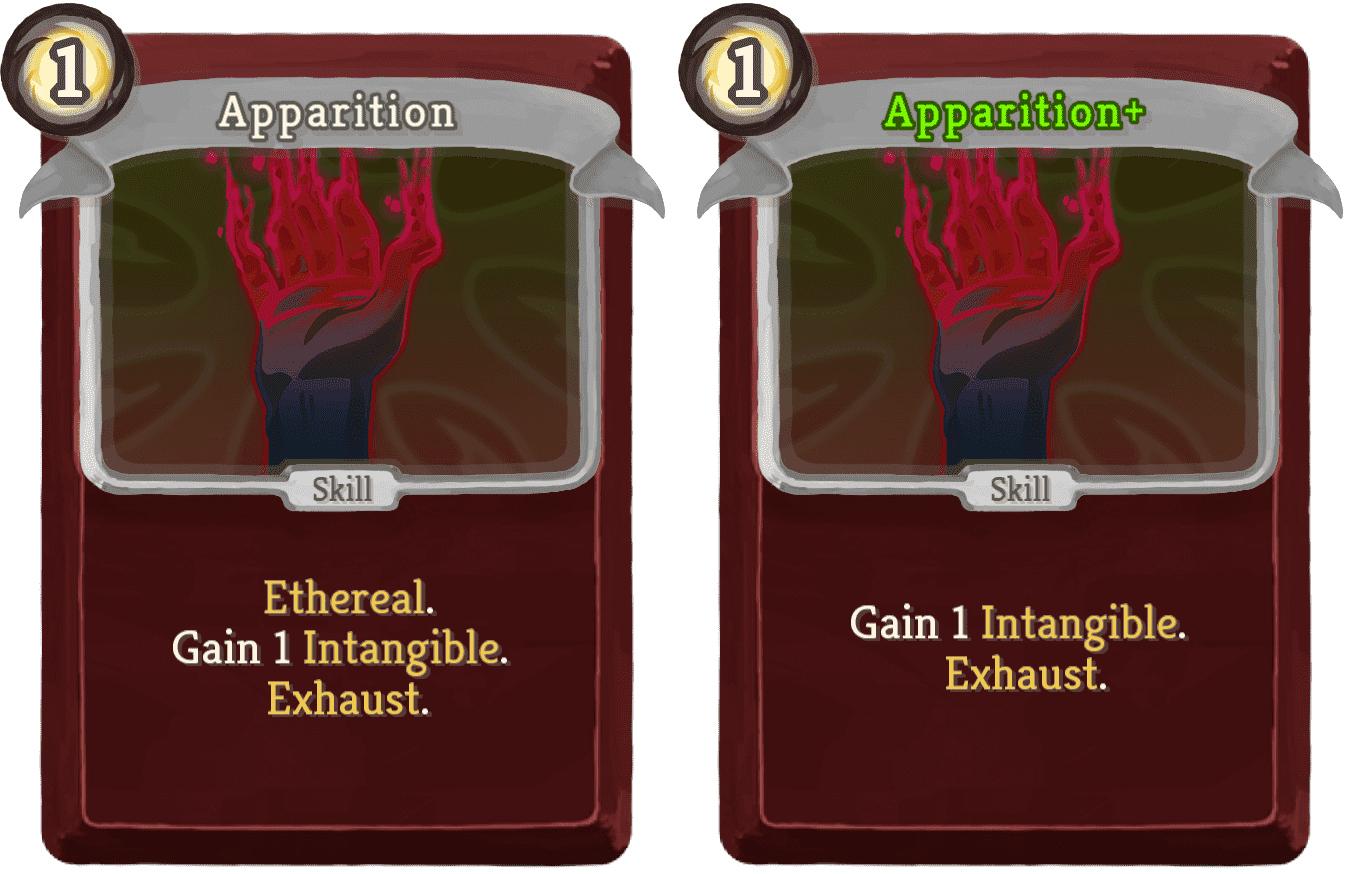 1
Apparition
Skill
Ethereal.
Gain 1 Intangible.
Exhaust.
1
Apparition+
Skill
Gain 1 Intangible.
Exhaust.